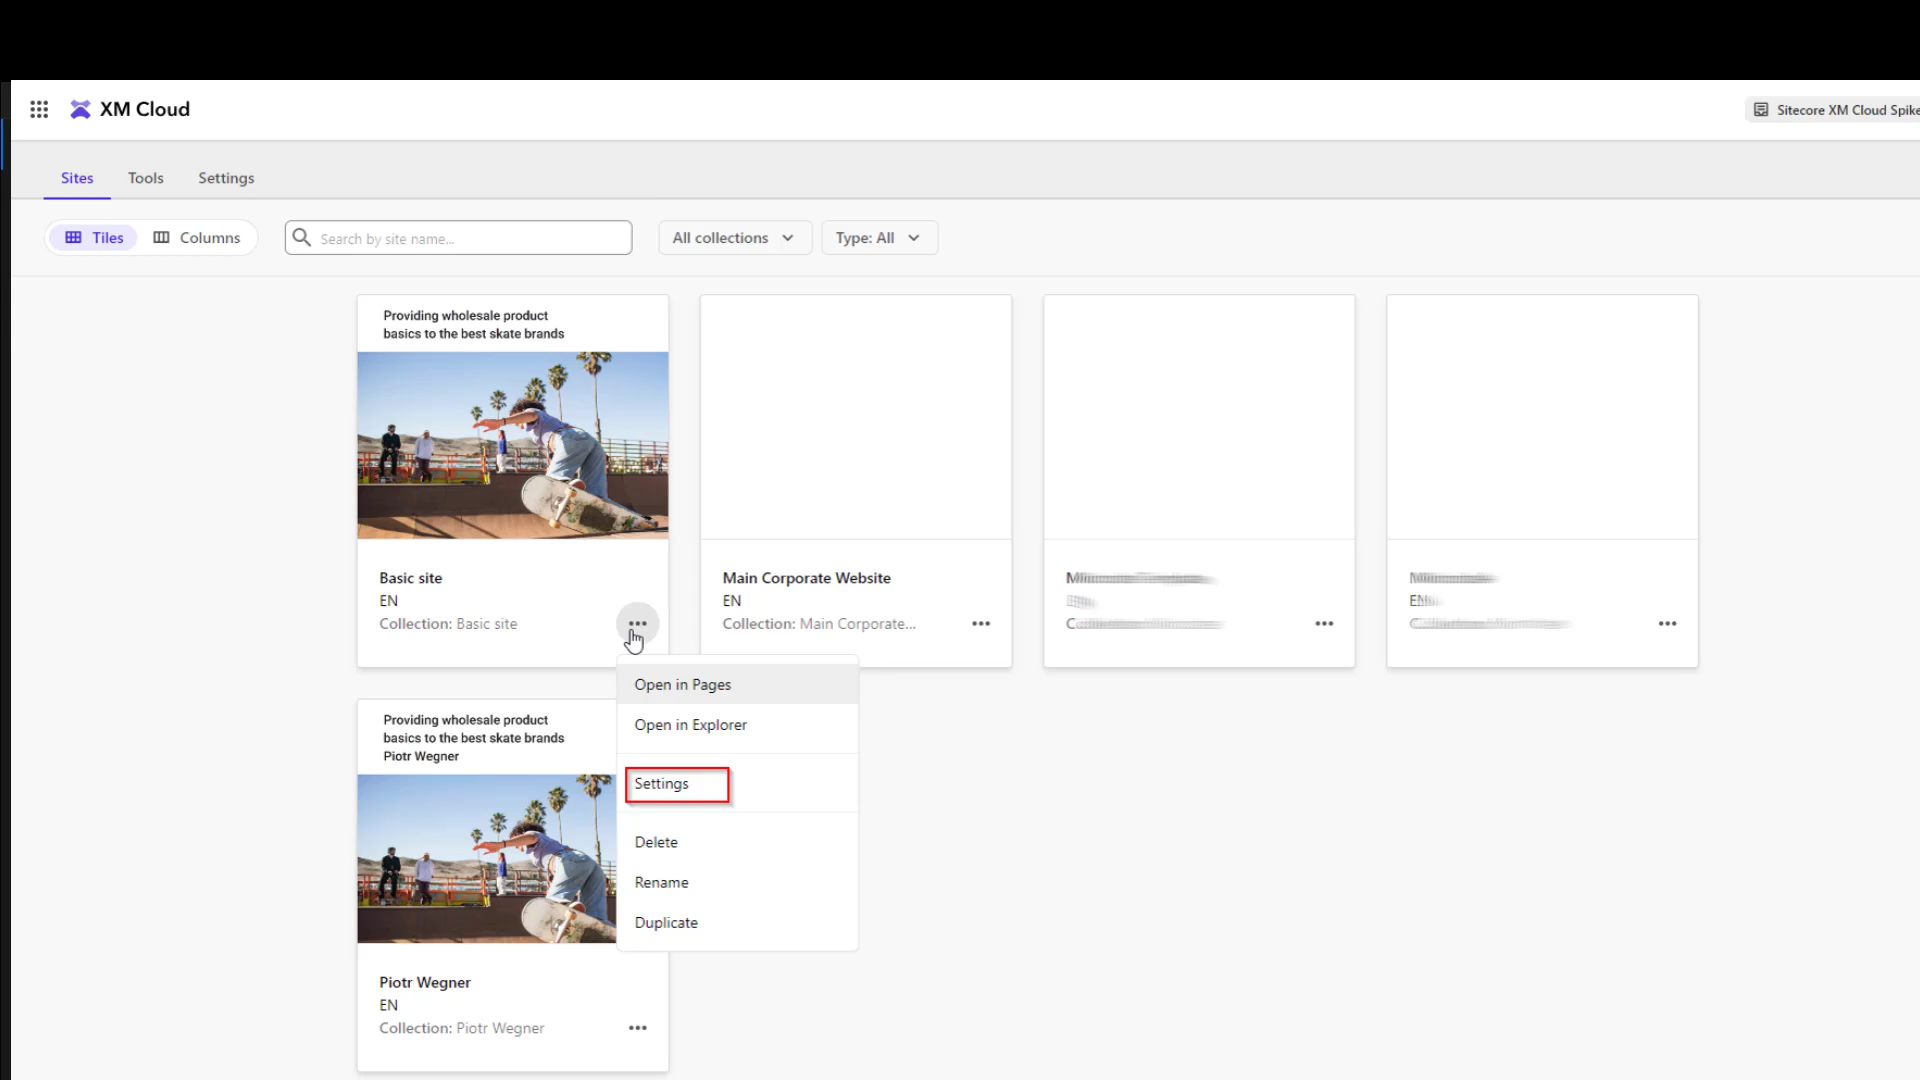 XM Cloud
Sitecore XM Cloud Spike
Sites
Tools
Settings
Tiles
Columns
Search by site name...
All collections
Type: All
Providing wholesale product
basics to the best skate brands
Basic site
EN
Collection: Basic site
Main Corporate Website
EN
Collection: Main Corporate...
Open in Pages
Open in Explorer
Settings
Delete
Rename
Duplicate
Providing wholesale product
basics to the best skate brands
Piotr Wegner
Piotr Wegner
EN
Collection: Piotr Wegner